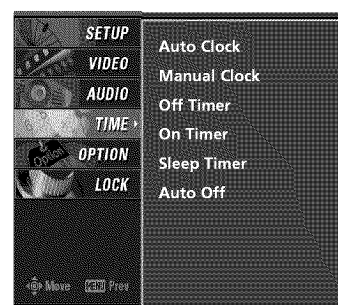 SETUP
VIDEO
AUDIO
TIME
OPTION
LOCK
Auto Clock
Manual Clock
Off Timer
On Timer
Sleep Timer
Auto Off
Move MENU Prev